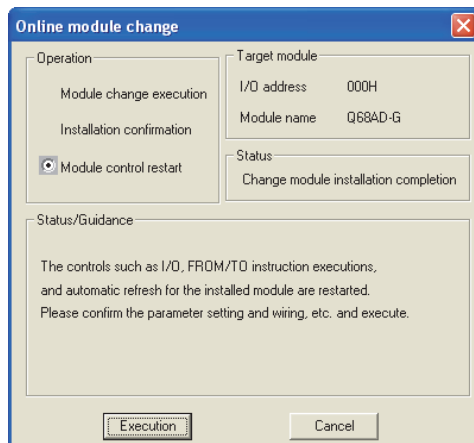 Online module change
Operation
Module change execution
Installation confirmation
Module control restart
Target module
I/O address 000H
Module name Q68AD-G
Status
Change module installation completion
Status/Guidance
The controls such as I/O, FROM/TO instruction executions,
and automatic refresh for the installed module are restarted.
Please confirm the parameter setting and wiring, etc. and execute.
Execution
Cancel